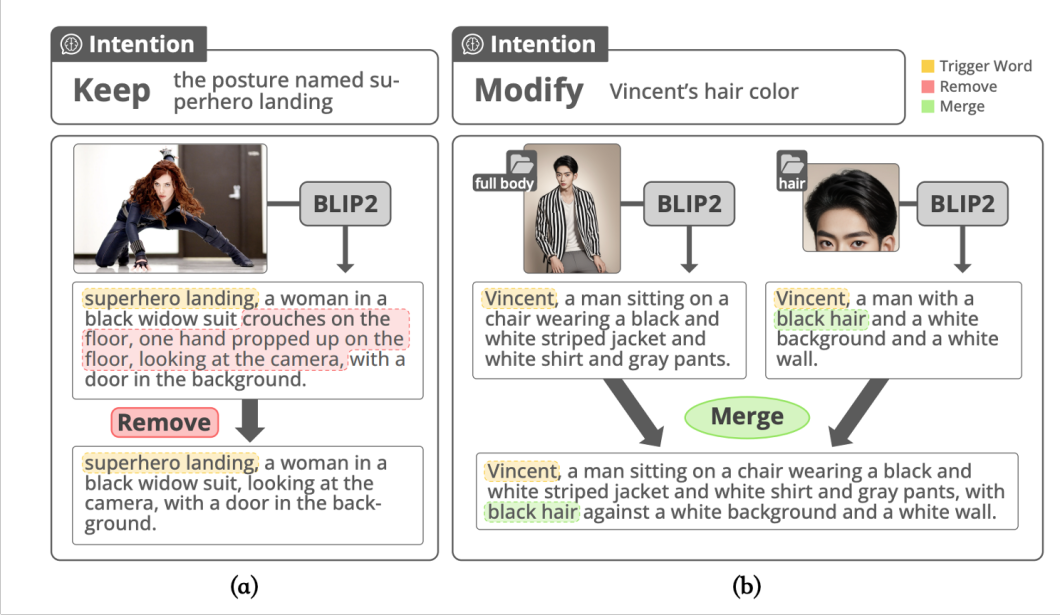 Intention
Keep
the posture named su-
perhero landing
Intention
Modify
Vincent's hair color
Trigger Word
Remove
Merge
BLIP2
superhero landing, a woman in a
black widow suit crouches on the
floor, one hand propped up on the
floor, looking at the camera, with a
door in the background.
Remove
superhero landing, a woman in a
black widow suit, looking at the
camera, with a door in the back-
ground.
(a)
full body
BLIP2
hair
BLIP2
Vincent, a man sitting on a
chair wearing a black and
white striped jacket and
white shirt and gray pants.
Vincent, a man with a
black hair and a white
background and a white
wall.
Merge
Vincent, a man sitting on a chair wearing a black and
white striped jacket and white shirt and gray pants, with
black hair against a white background and a white wall.
(b)